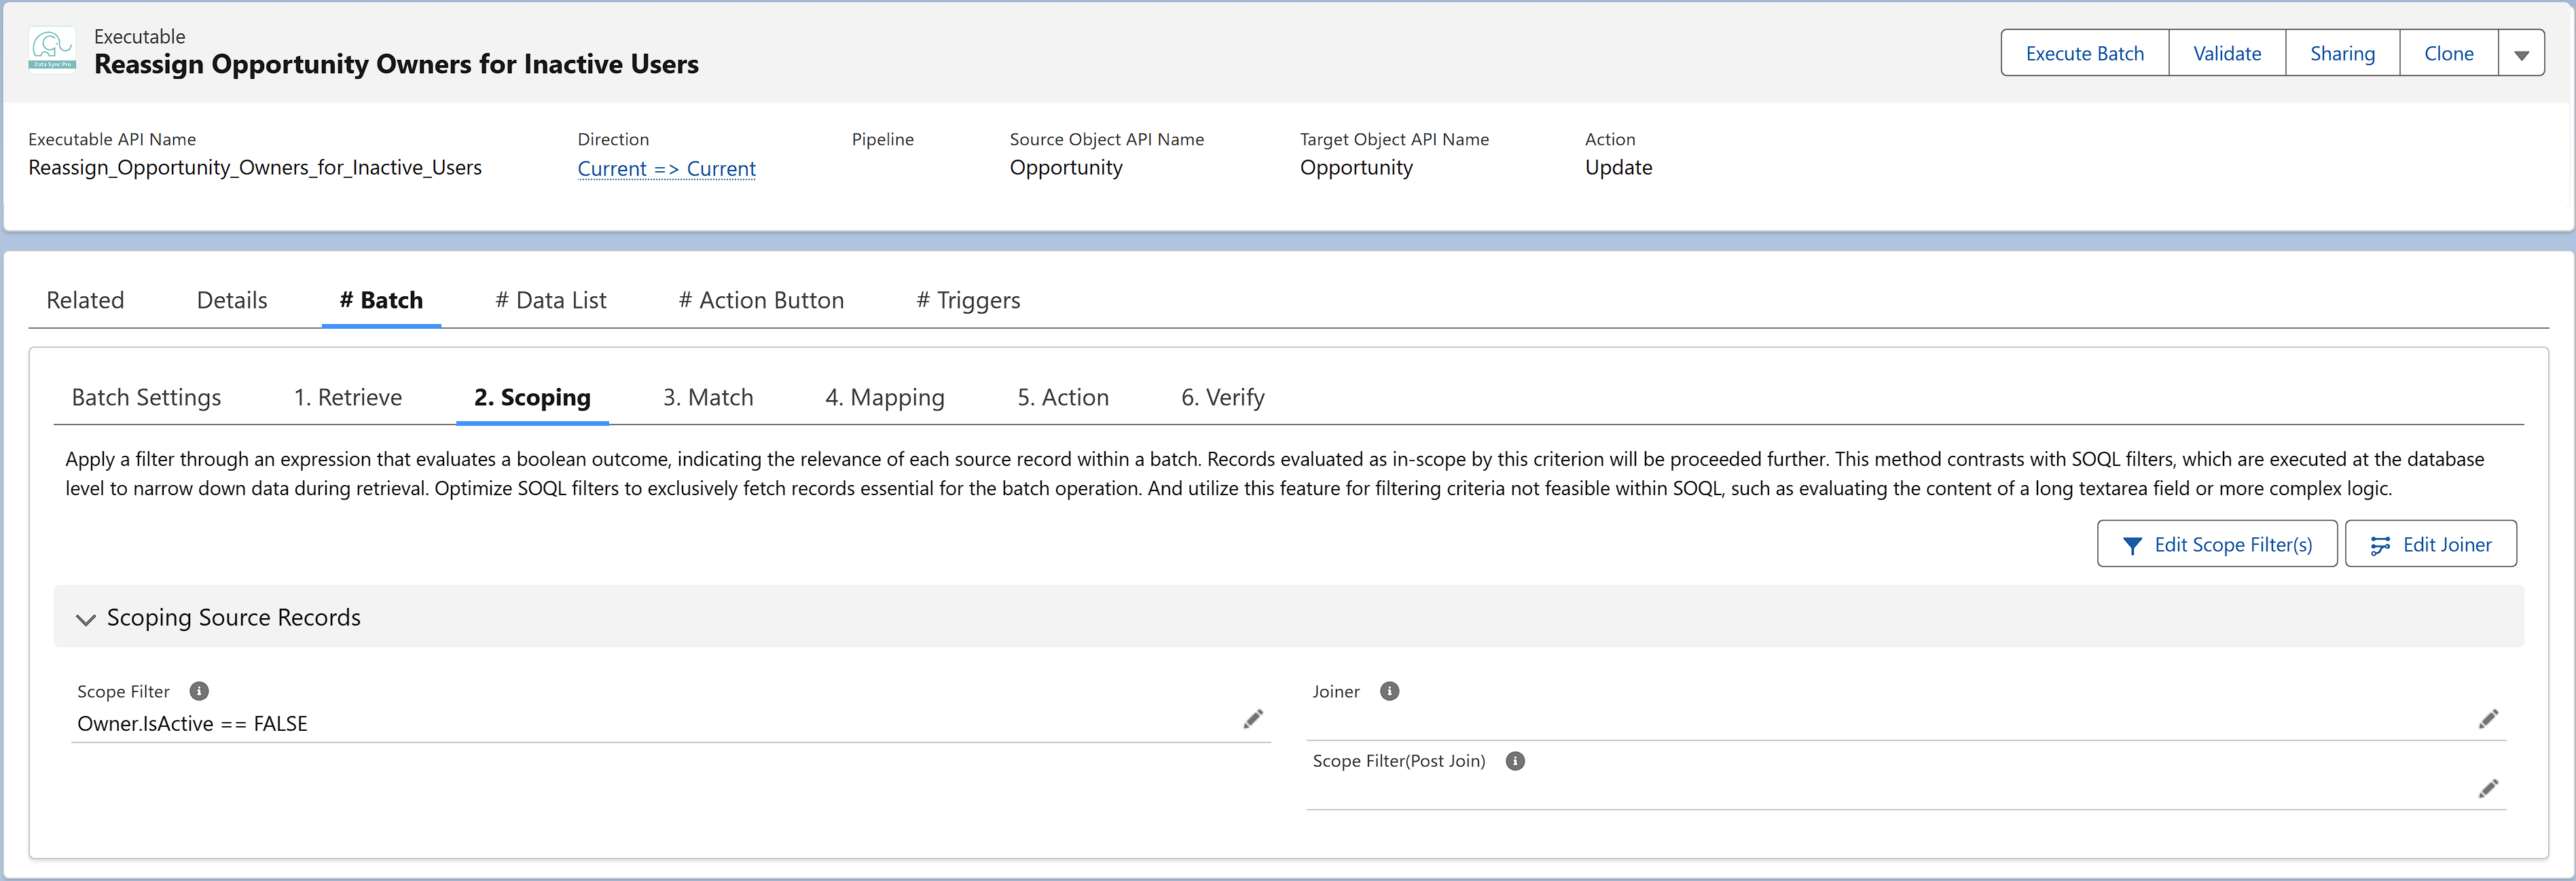 Data Sync Pro
Executable
Reassign Opportunity Owners for Inactive Users
Execute Batch
Validate
Sharing
Clone
Executable API Name
Reassign_Opportunity_Owners_for_Inactive_Users
Direction
Current => Current
Pipeline
Source Object API Name
Opportunity
Target Object API Name
Opportunity
Action
Update
Related
Details
# Batch
# Data List
# Action Button
# Triggers
Batch Settings
1. Retrieve
2. Scoping
3. Match
4. Mapping
5. Action
6. Verify
Apply a filter through an expression that evaluates a boolean outcome, indicating the relevance of each source record within a batch. Records evaluated as in-scope by this criterion will be proceeded further. This method contrasts with SOQL filters, which are executed at the database
level to narrow down data during retrieval. Optimize SOQL filters to exclusively fetch records essential for the batch operation. And utilize this feature for filtering criteria not feasible within SOQL, such as evaluating the content of a long textarea field or more complex logic.
Edit Scope Filter(s)
Edit Joiner
Scoping Source Records
Scope Filter
Owner.IsActive == FALSE
Joiner
Scope Filter(Post Join)